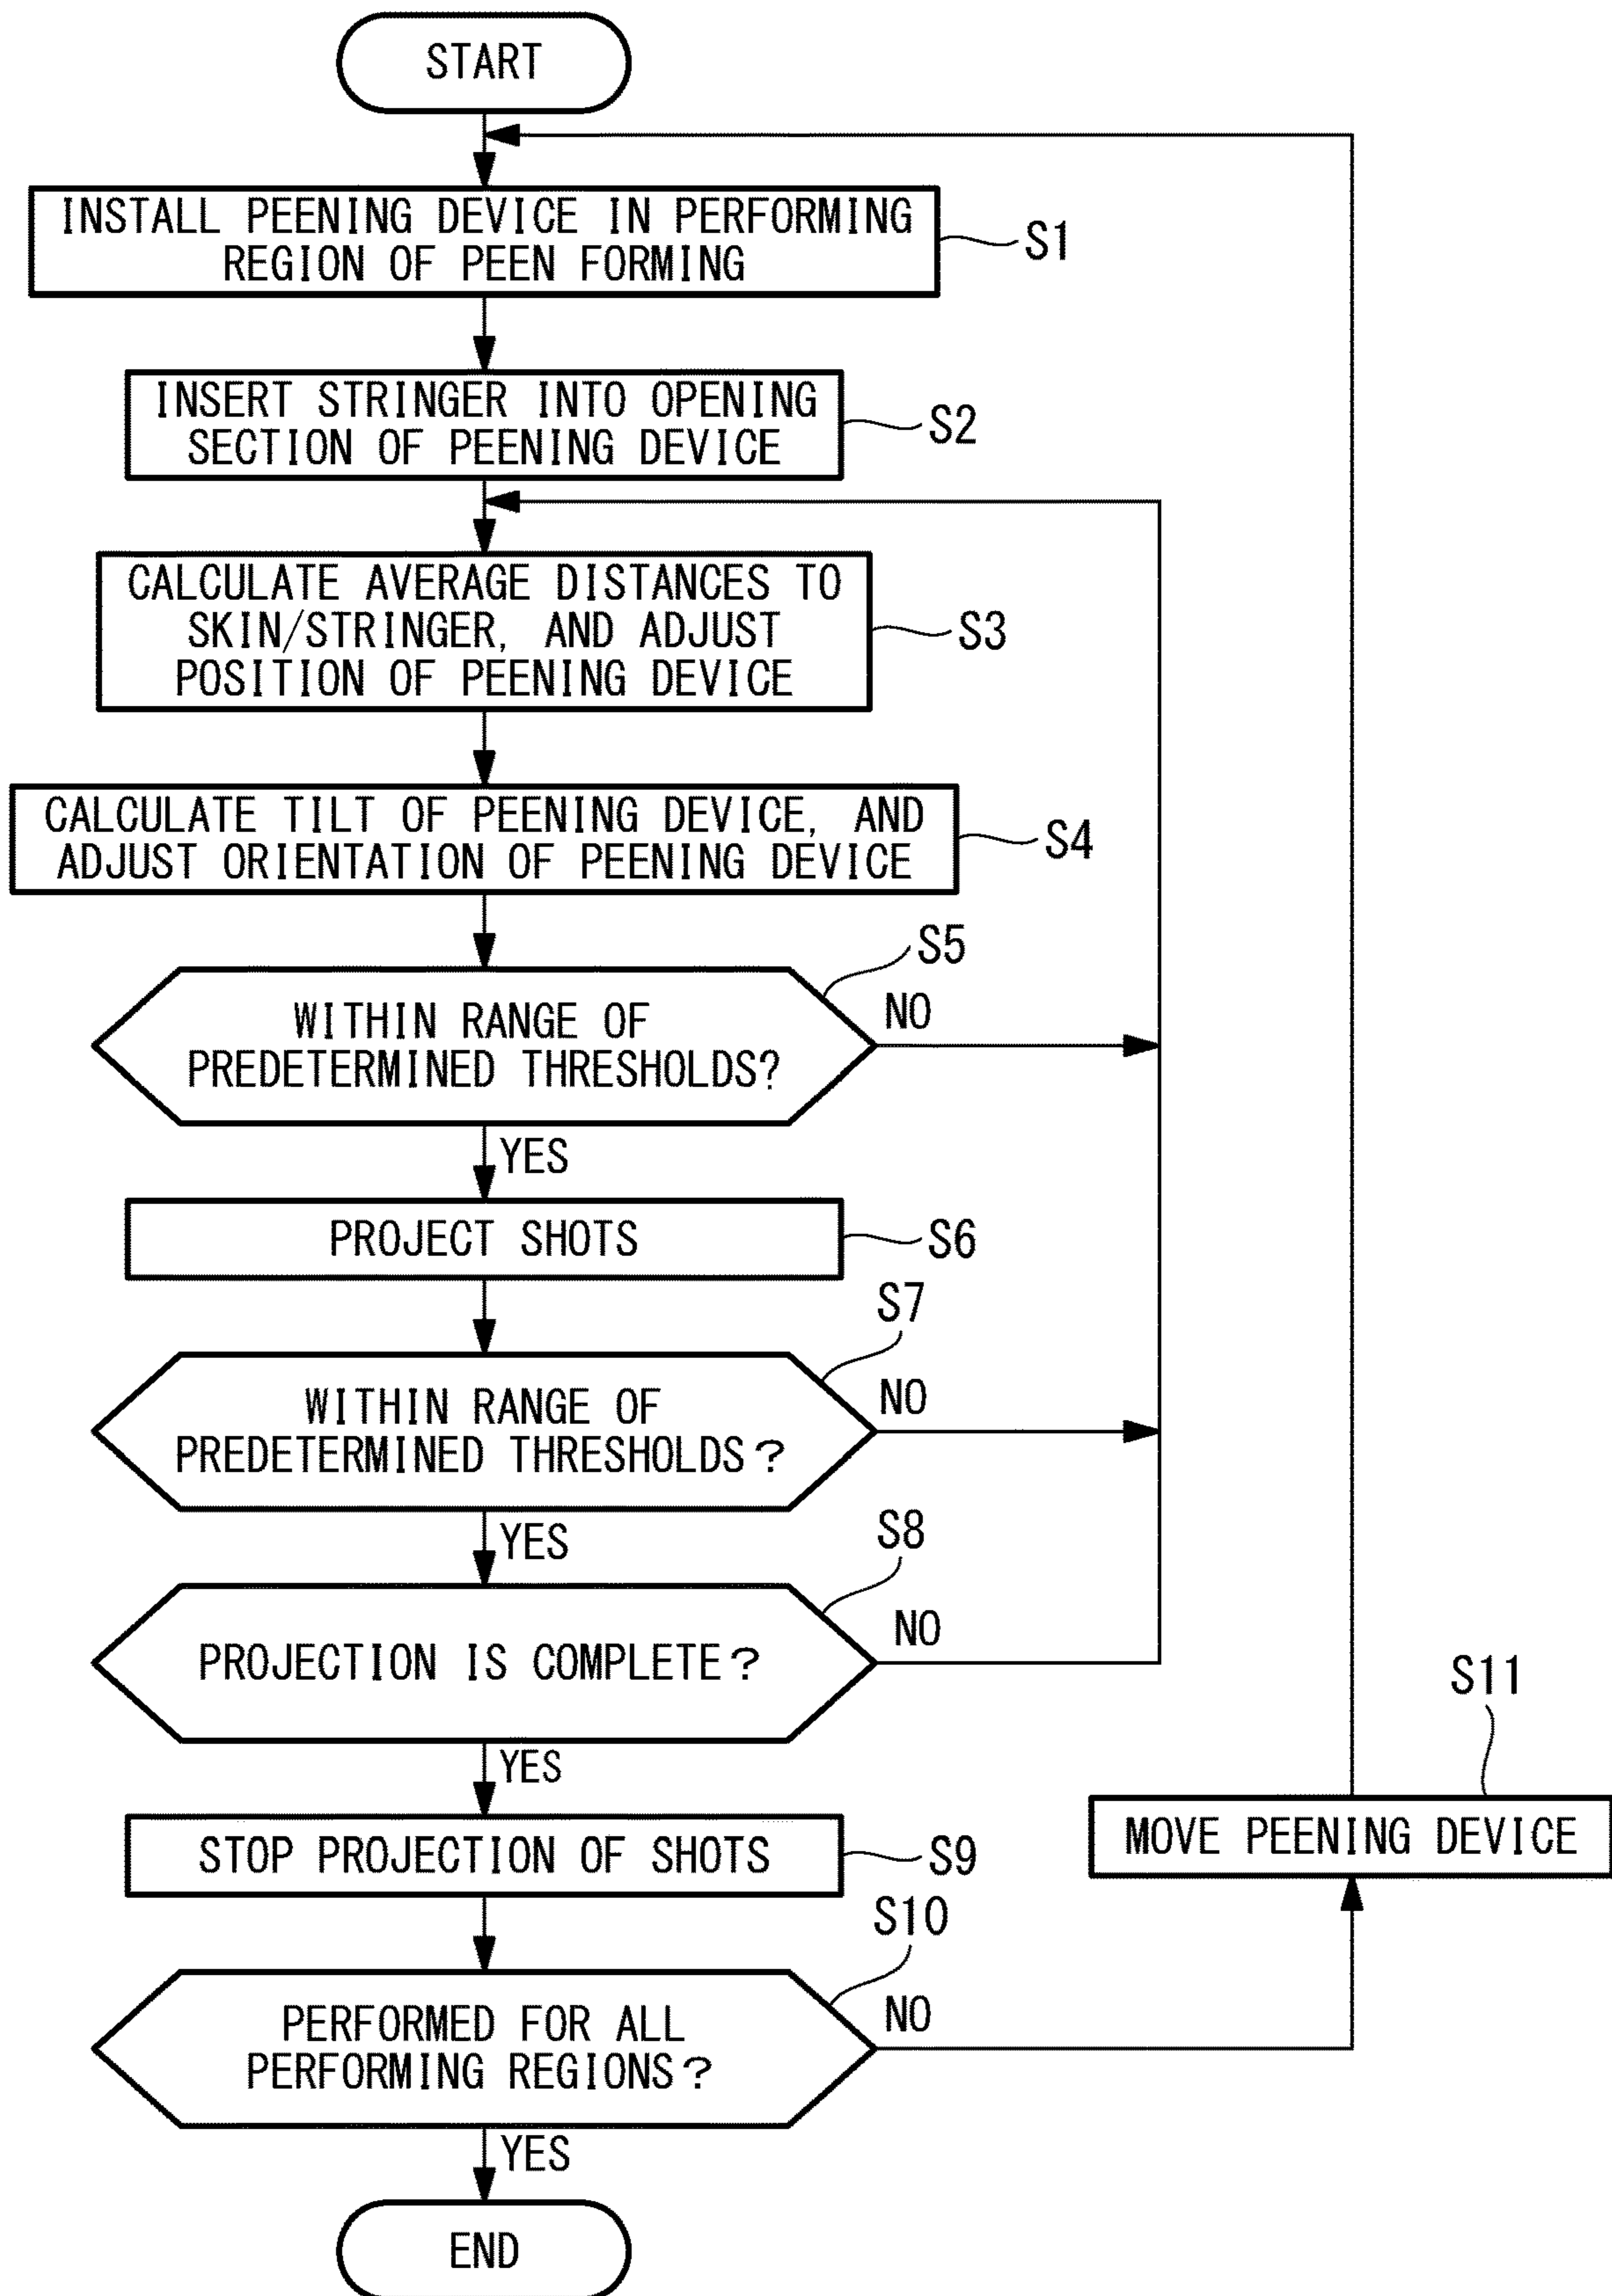 START
INSTALL PEENING DEVICE IN PERFORMING
REGION OF PEEN FORMING
S1
INSERT STRINGER INTO OPENING
SECTION OF PEENING DEVICE
S2
CALCULATE AVERAGE DISTANCES TO
SKIN/STRINGER, AND ADJUST
POSITION OF PEENING DEVICE
S3
CALCULATE TILT OF PEENING DEVICE, AND
ADJUST ORIENTATION OF PEENING DEVICE
S4
S5
WITHIN RANGE OF
PREDETERMINED THRESHOLDS?
NO
YES
PROJECT SHOTS
S6
S7
WITHIN RANGE OF
PREDETERMINED THRESHOLDS?
NO
YES
S8
PROJECTION IS COMPLETE?
NO
YES
S11
MOVE PEENING DEVICE
STOP PROJECTION OF SHOTS
S9
S10
PERFORMED FOR ALL
PERFORMING REGIONS?
NO
YES
END